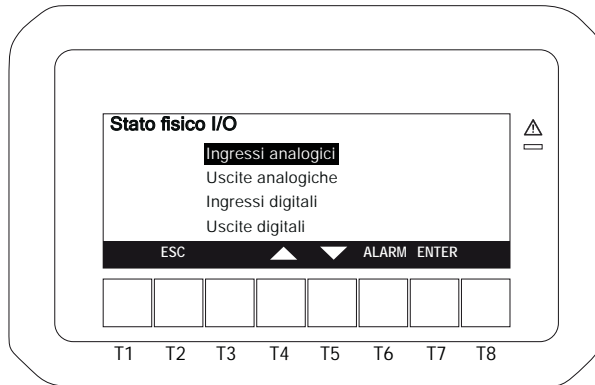 Stato fisico I/O
Ingressi analogici
Uscite analogiche
Ingressi digitali
Uscite digitali
ESC ALARM ENTER
T1 T2 T3 T4 T5 T6 T7 T8